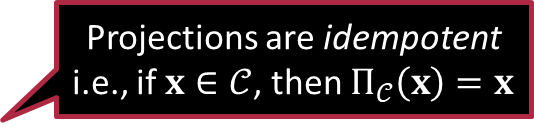 Projections are idempotent
i.e., if 𝐱 ∈ 𝒞, then Π𝒞(𝐱) = 𝐱